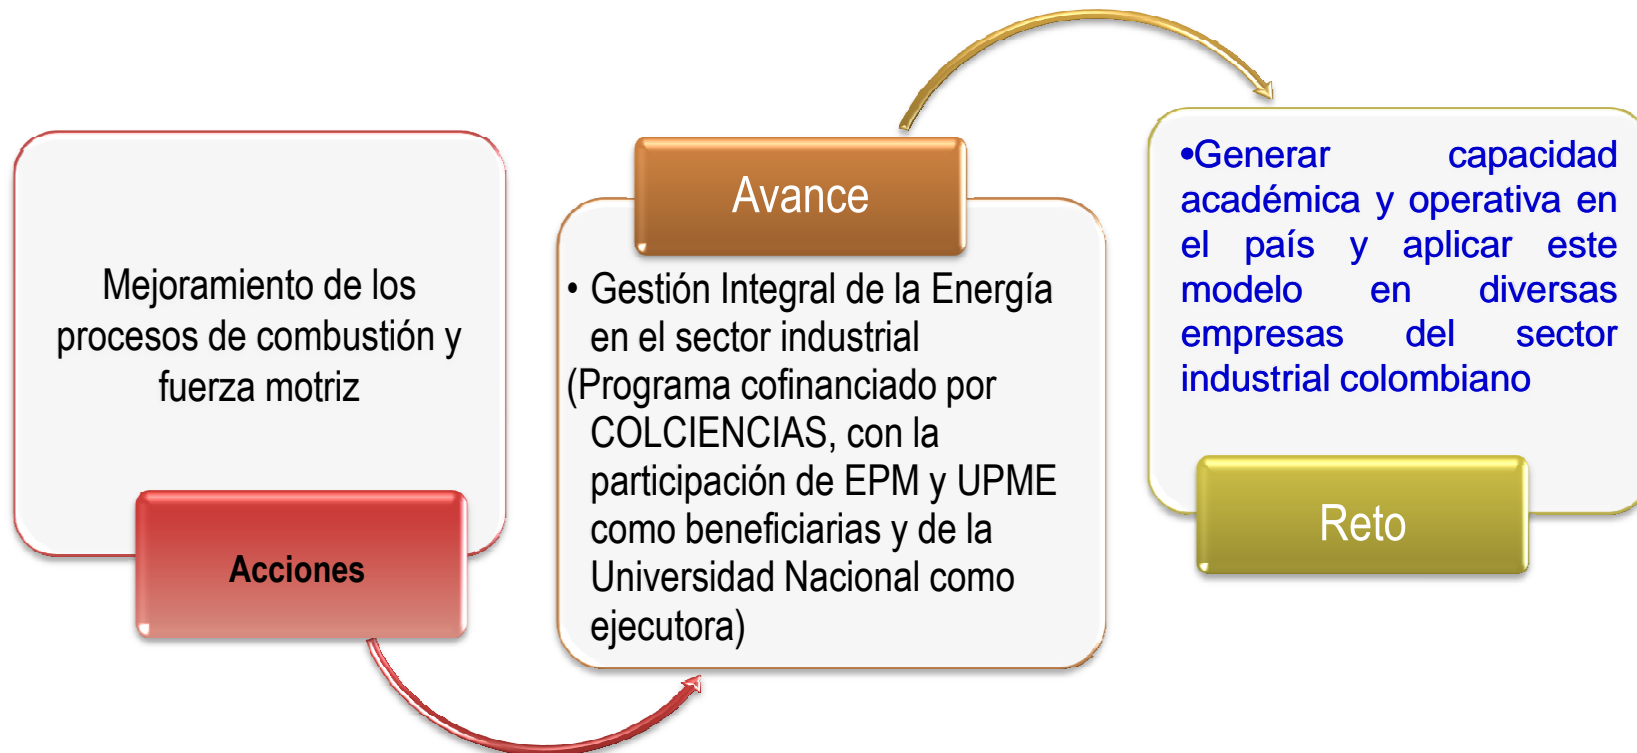 Mejoramiento de los
procesos de combustión y
fuerza motriz
Acciones
Avance
• Gestión Integral de la Energía
en el sector industrial
(Programa cofinanciado por
COLCIENCIAS, con la
participación de EPM y UPME
como beneficiarias y de la
Universidad Nacional como
ejecutora)
•Generar capacidad
académica y operativa en
el país y aplicar este
modelo en diversas
empresas del sector
industrial colombiano
Reto